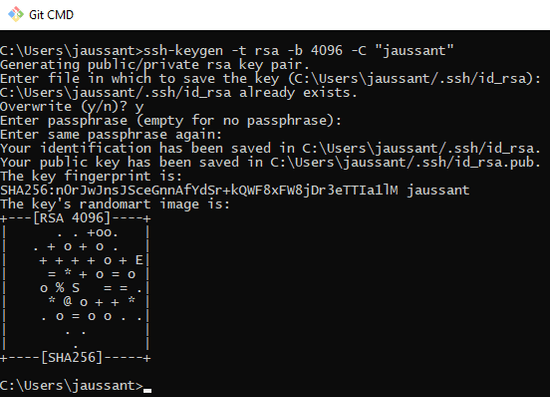 Git CMD
C:\Users\jaussant>ssh-keygen -t rsa -b 4096 -C "jaussant"
Generating public/private rsa key pair.
Enter file in which to save the key (C:\Users\jaussant/.ssh/id_rsa):
C:\Users\jaussant/.ssh/id_rsa already exists.
Overwrite (y/n)? y
Enter passphrase (empty for no passphrase):
Enter same passphrase again:
Your identification has been saved in C:\Users\jaussant/.ssh/id_rsa.
Your public key has been saved in C:\Users\jaussant/.ssh/id_rsa.pub.
The key fingerprint is:
SHA256:nOrJwJnsJSceGnnAfYdSr+kQWF8xFW8jDr3eTTIa1lM jaussant
The key's randomart image is:
+---[RSA 4096]----+
|      . . +oo.   |
|   . + o + o .   |
|    + + + + o + E|
|     = * + o = o |
|    o % S   = = .|
|     * @ o + + * |
|    . o = o o . .|
|       . .       |
|        .        |
+----[SHA256]-----+
C:\Users\jaussant>